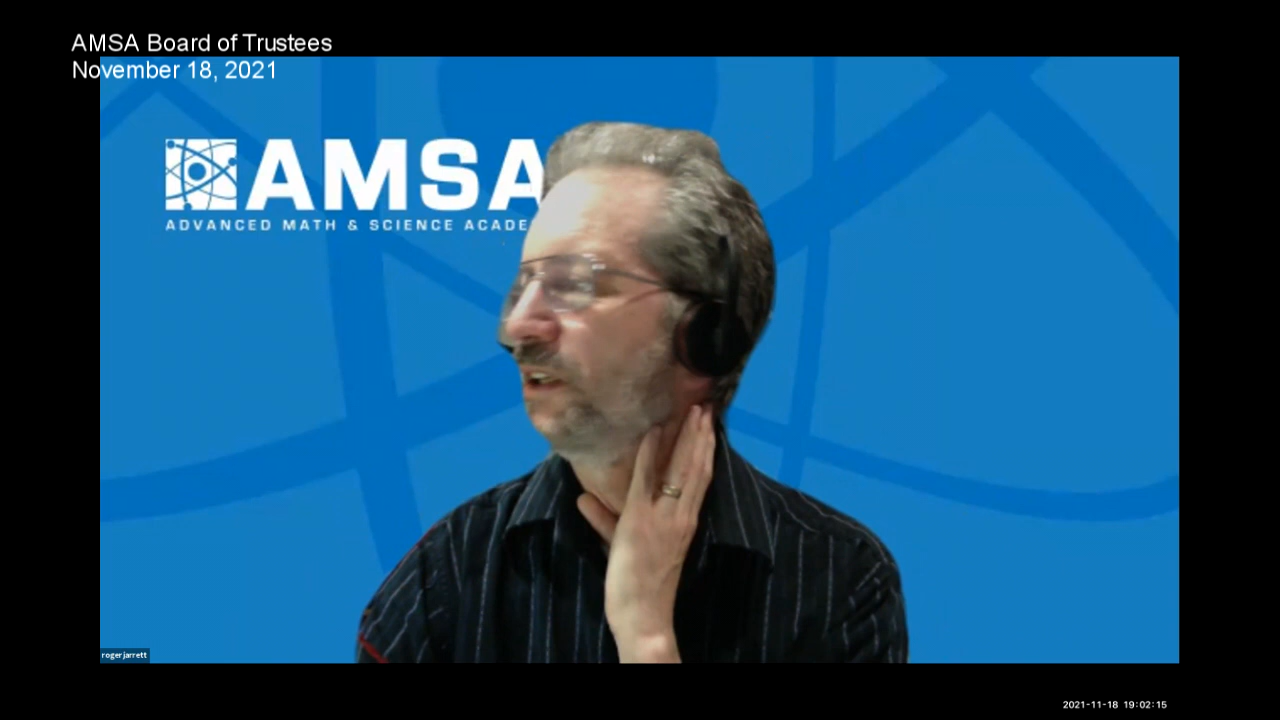 AMSA Board of Trustees
November 18, 2021
AMSA
ADVANCED MATH & SCIENCE ACADE
rogerjarrett
2021-11-18 19:02:15